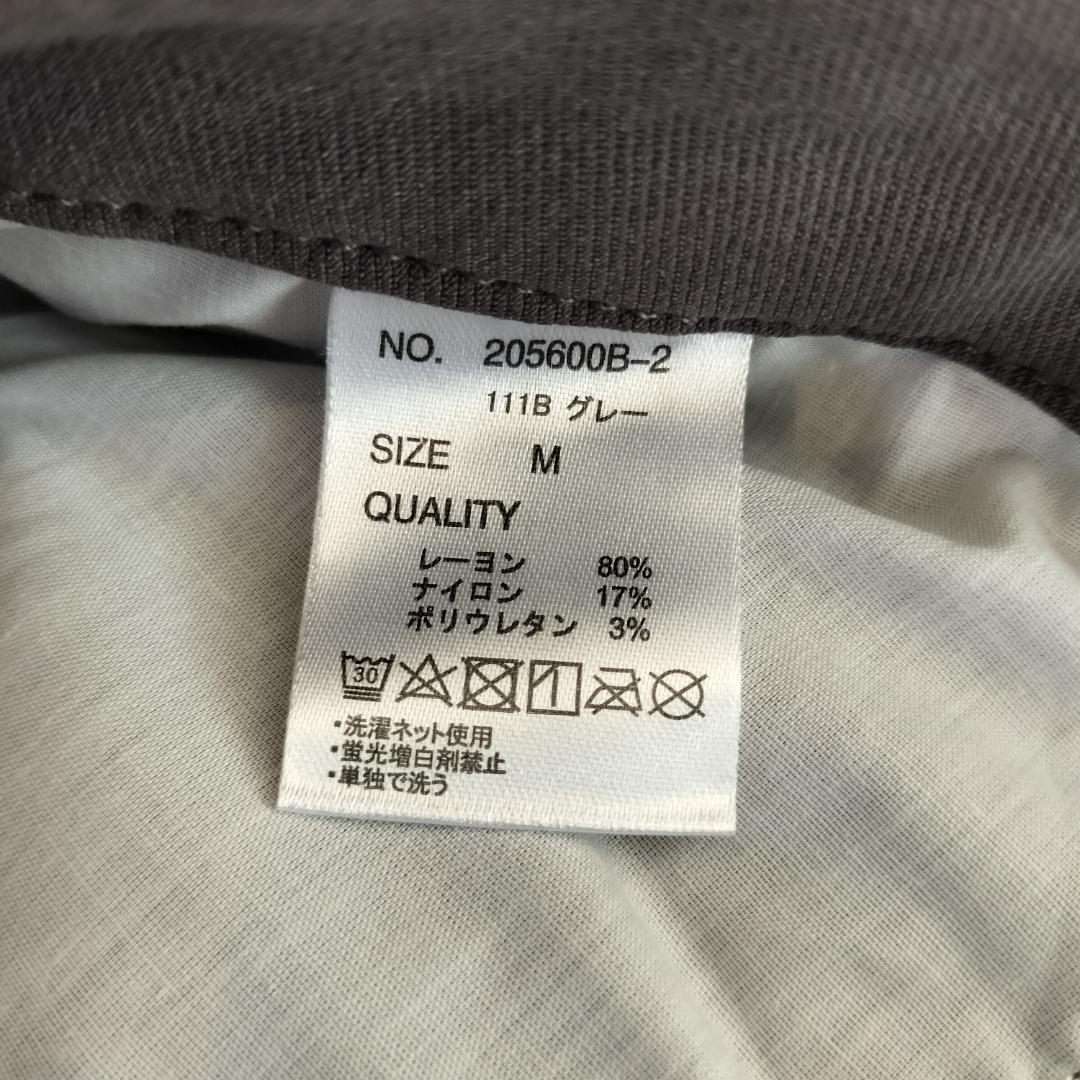 NO. 205600B-2
111B グレー
SIZE M
QUALITY
レーヨン 80%
ナイロン 17%
ポリウレタン 3%
30
・洗濯ネット使用
・蛍光増白剤禁止
・単独で洗う